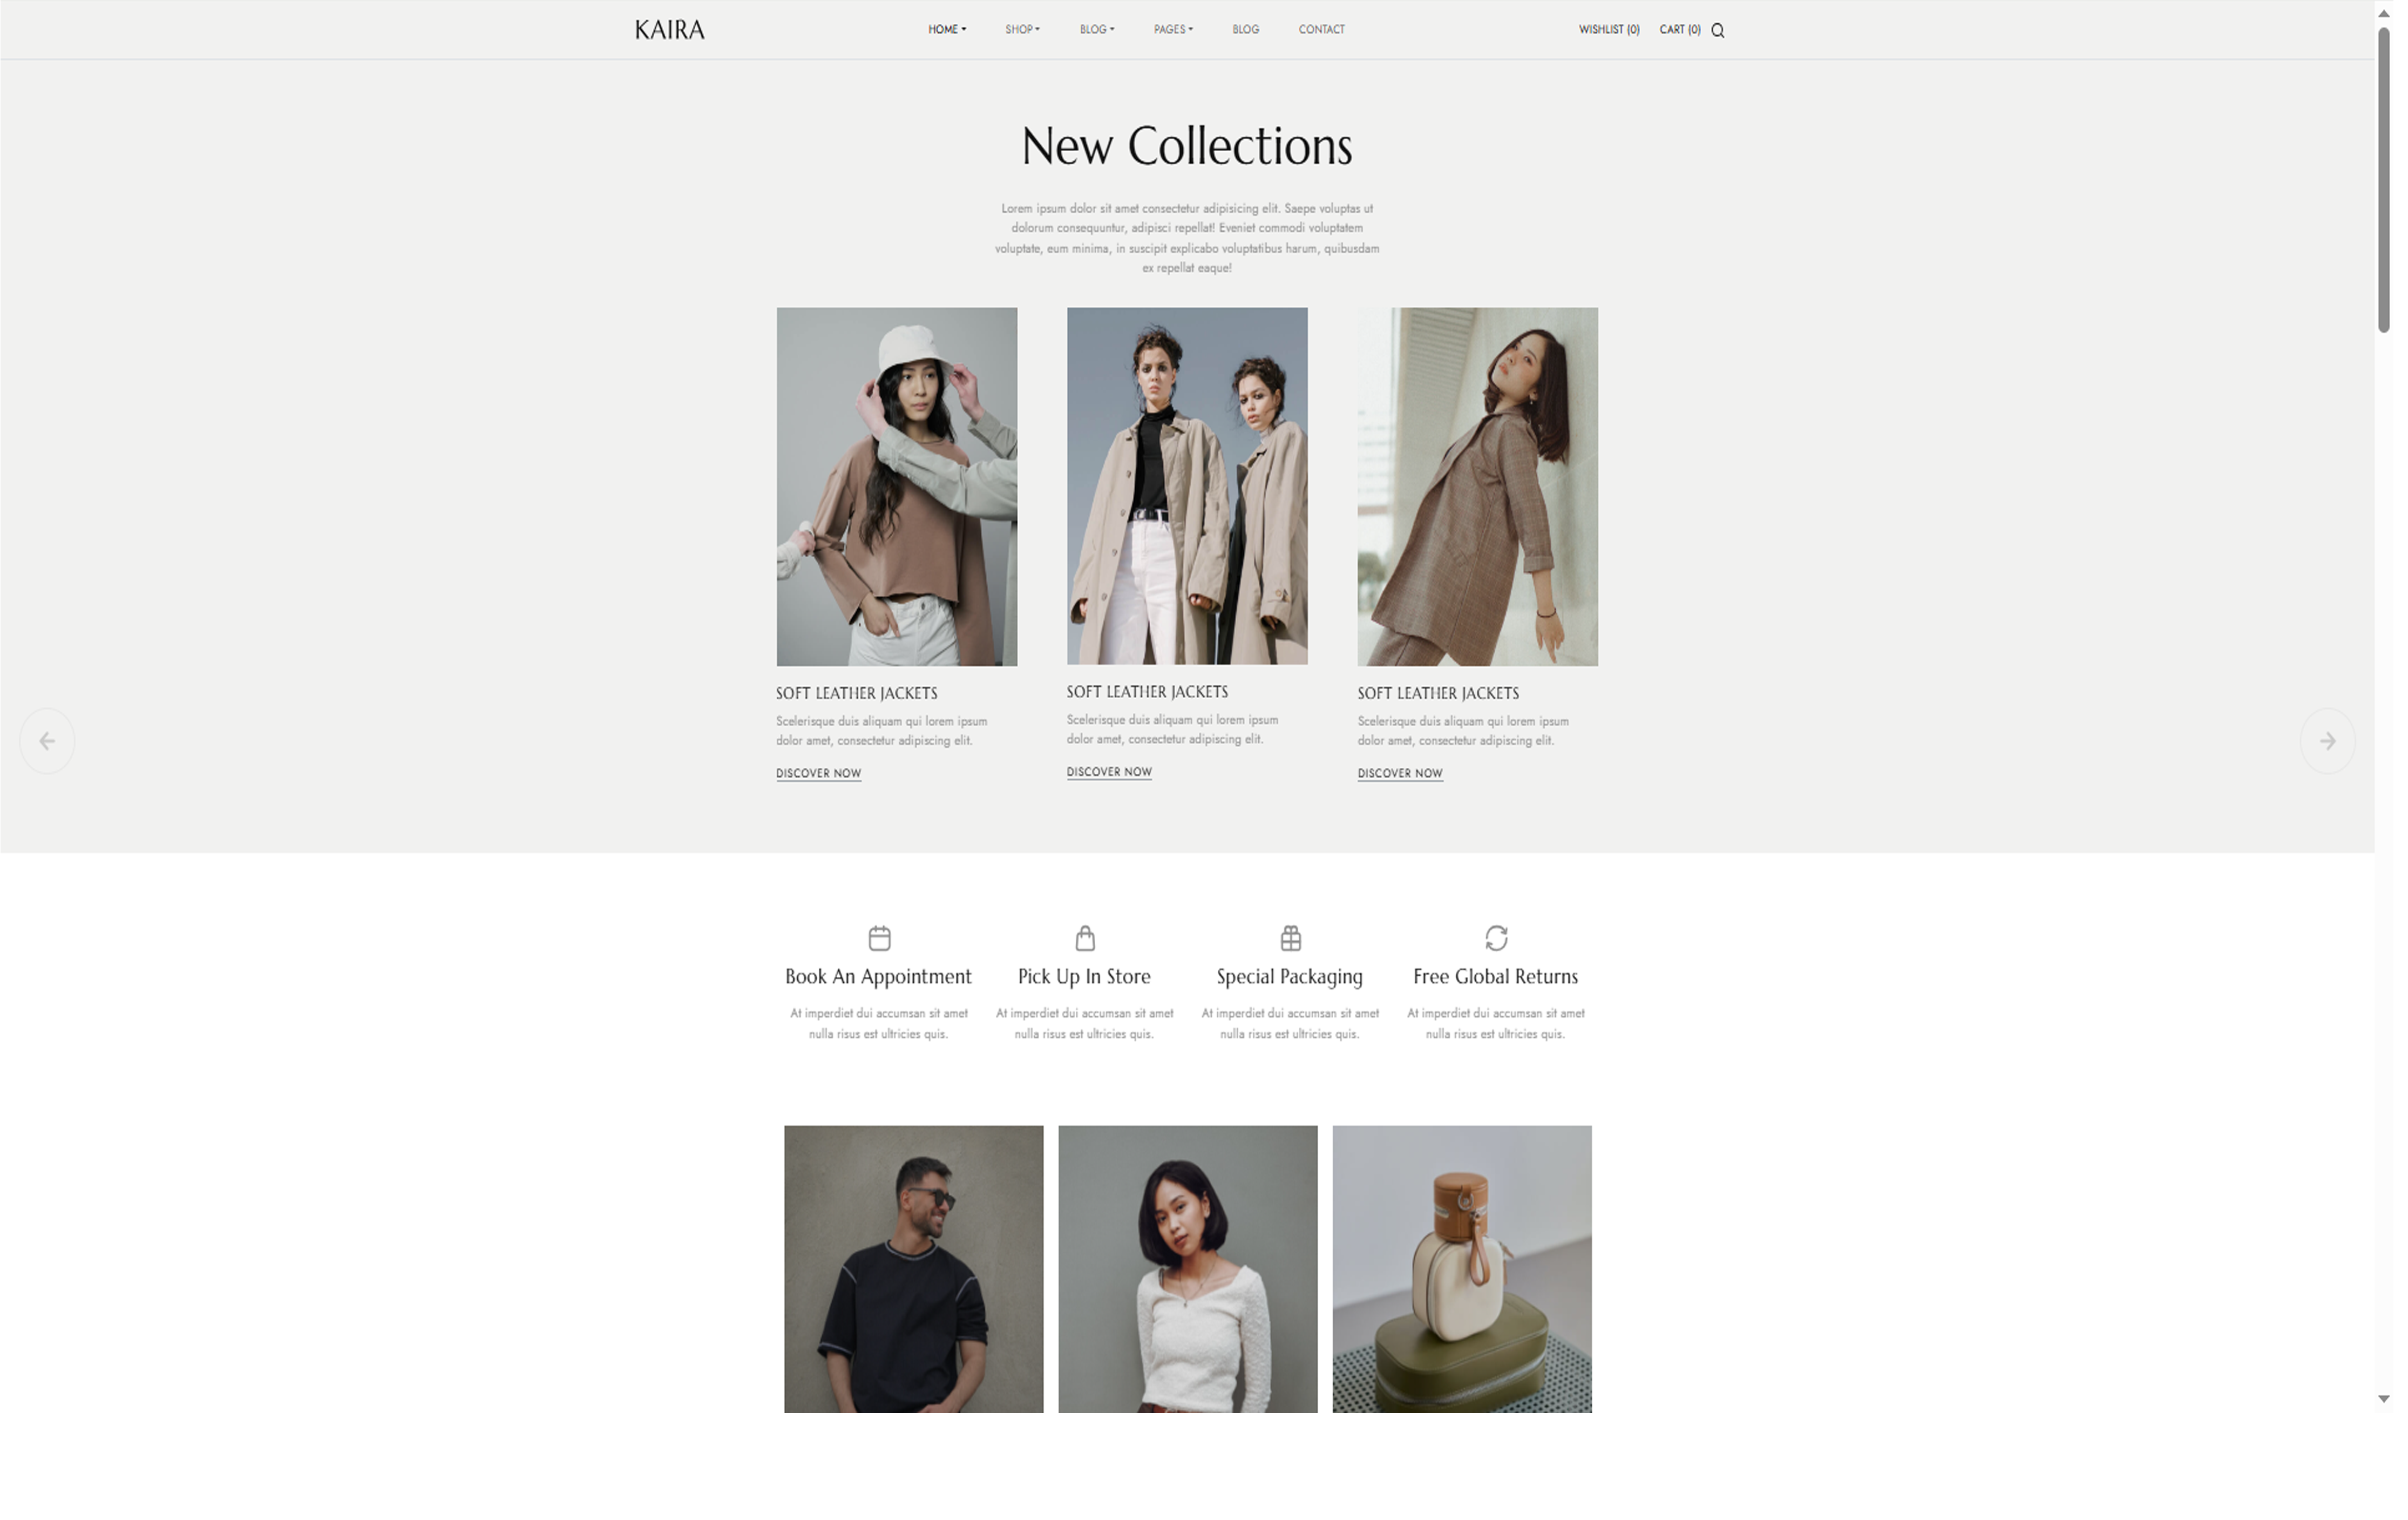 KAIRA
HOME
SHOP
BLOG
PAGES
BLOG
CONTACT
WISHLIST (0)
CART (0)
New Collections
Lorem ipsum dolor sit amet consectetur adipisicing elit. Saepe voluptas ut
dolorum consequuntur, adipisci repellat! Eveniet commodi voluptatem
voluptate, eum minima, in suscipit explicabo voluptatibus harum, quibusdam
ex repellat eaque!
SOFT LEATHER JACKETS
Scelerisque duis aliquam qui lorem ipsum
dolor amet, consectetur adipiscing elit.
DISCOVER NOW
SOFT LEATHER JACKETS
Scelerisque duis aliquam qui lorem ipsum
dolor amet, consectetur adipiscing elit.
DISCOVER NOW
SOFT LEATHER JACKETS
Scelerisque duis aliquam qui lorem ipsum
dolor amet, consectetur adipiscing elit.
DISCOVER NOW
Book An Appointment
At imperdiet dui accumsan sit amet
nulla risus est ultricies quis.
Pick Up In Store
At imperdiet dui accumsan sit amet
nulla risus est ultricies quis.
Special Packaging
At imperdiet dui accumsan sit amet
nulla risus est ultricies quis.
Free Global Returns
At imperdiet dui accumsan sit amet
nulla risus est ultricies quis.